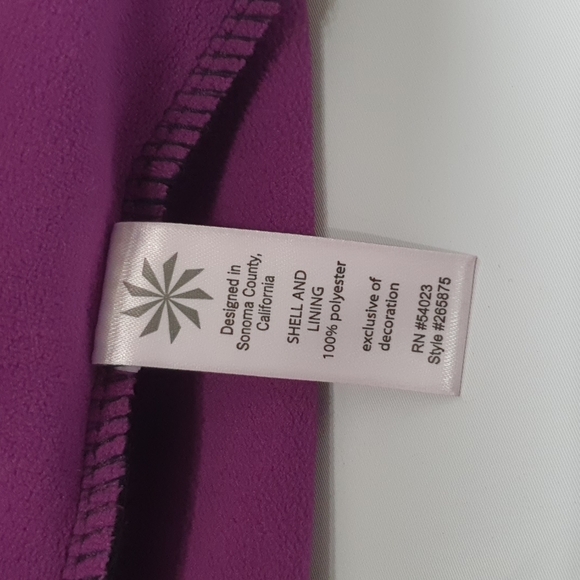 Designed in
Sonoma County,
California
SHELL AND
LINING
100% polyester
exclusive of
decoration
RN #54023
Style #265875